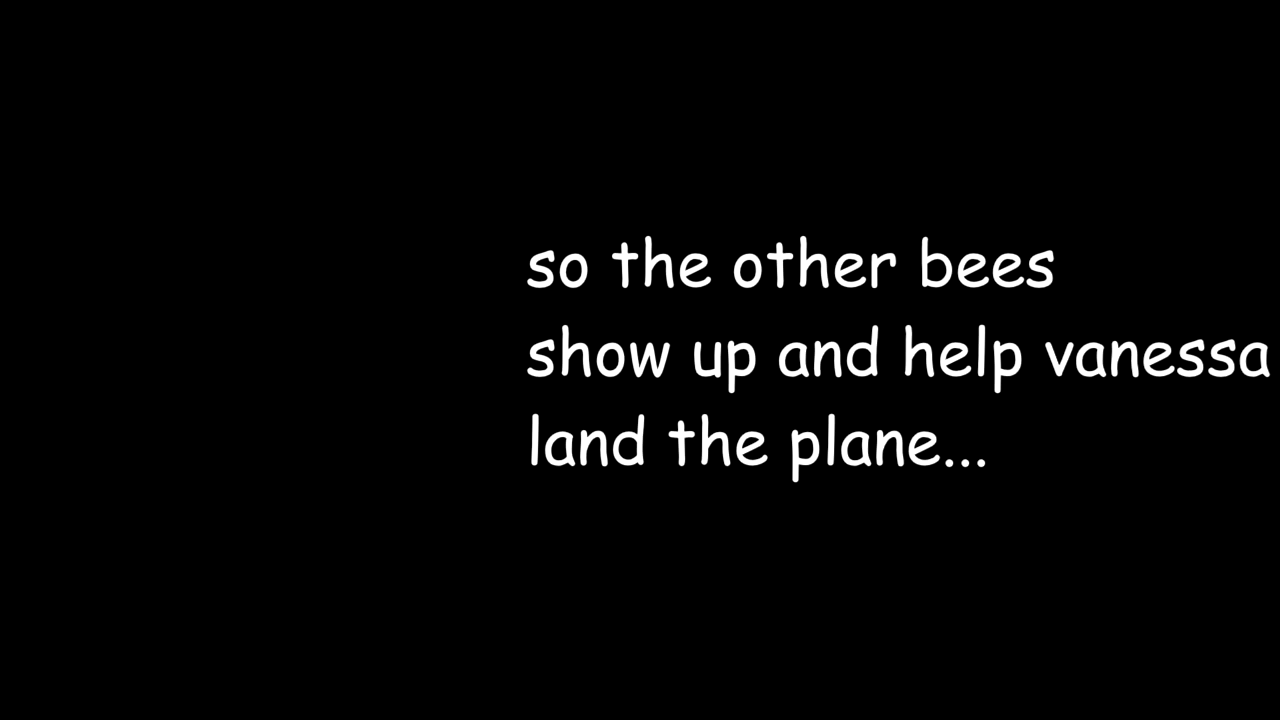 so the other bees
show up and help vanessa
land the plane...